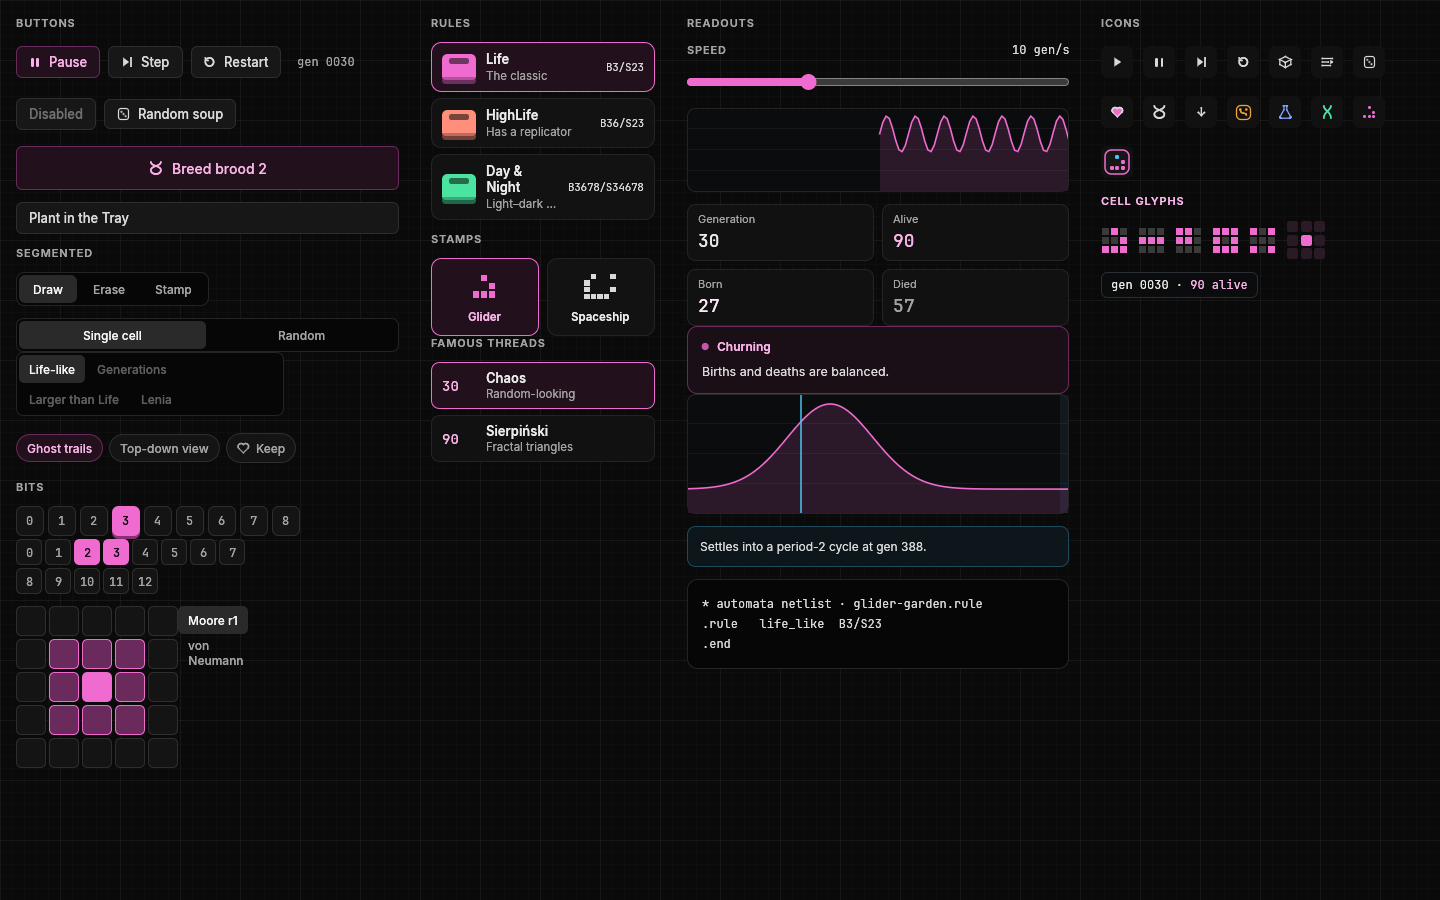 BUTTONS
Pause
Step
Restart
gen 0030
Disabled
Random soup
Breed brood 2
Plant in the Tray
SEGMENTED
Draw
Erase
Stamp
Single cell
Random
Life-like
Generations
Larger than Life
Lenia
Ghost trails
Top-down view
Keep
BITS
0 1 2 3 4 5 6 7 8
0 1 2 3 4 5 6 7
8 9 10 11 12
Moore r1
von
Neumann
RULES
Life
The classic
B3/S23
HighLife
Has a replicator
B36/S23
Day &
Night
Light–dark ...
B3678/S34678
STAMPS
Glider
Spaceship
FAMOUS THREADS
30
Chaos
Random-looking
90
Sierpiński
Fractal triangles
READOUTS
SPEED
10 gen/s
Generation
30
Alive
90
Born
27
Died
57
Churning
Births and deaths are balanced.
Settles into a period-2 cycle at gen 388.
* automata netlist · glider-garden.rule
.rule life_like B3/S23
.end
ICONS
CELL GLYPHS
gen 0030 · 90 alive